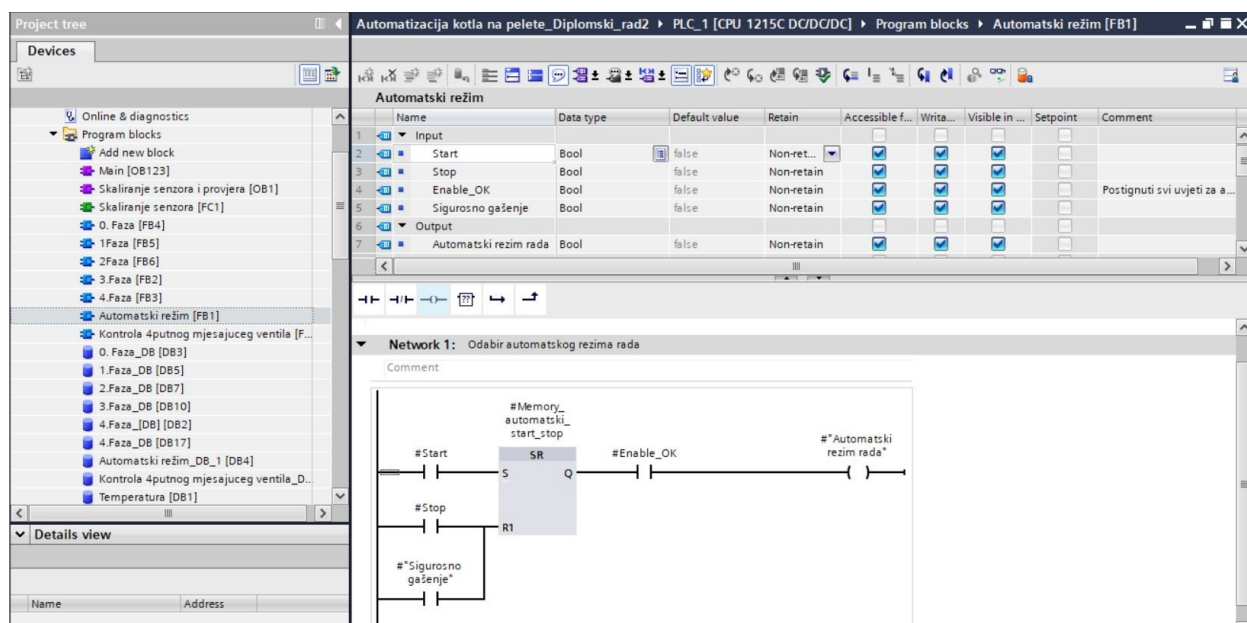 Project tree
Automatizacija kotla na pelete_Diplomski_rad2 ▸ PLC_1 [CPU 1215C DC/DC/DC] ▸ Program blocks ▸ Automatski režim [FB1]
Devices
Online & diagnostics
Program blocks
Add new block
Main [OB123]
Skaliranje senzora i provjera [OB1]
Skaliranje senzora [FC1]
0. Faza [FB4]
1Faza [FB5]
2Faza [FB6]
3.Faza [FB2]
4.Faza [FB3]
Automatski režim [FB1]
Kontrola 4putnog mjesajuceg ventila [F...
0. Faza_DB [DB3]
1.Faza_DB [DB5]
2.Faza_DB [DB7]
3.Faza_DB [DB10]
4.Faza_[DB] [DB2]
4.Faza_DB [DB17]
Automatski režim_DB_1 [DB4]
Kontrola 4putnog mjesajuceg ventila_D...
Temperatura [DB1]
Details view
Name Address
Automatski režim
Name Data type Default value Retain Accessible f... Writa... Visible in ... Setpoint Comment
1 Input
2 Start Bool false Non-ret...
3 Stop Bool false Non-retain
4 Enable_OK Bool false Non-retain Postignuti svi uvjeti za a...
5 Sigurosno gašenje Bool false Non-retain
6 Output
7 Automatski rezim rada Bool false Non-retain
Network 1: Odabir automatskog rezima rada
Comment
#Memory_
automatski_
start_stop
#"Automatski
rezim rada"
#Start SR #Enable_OK
S Q
#Stop
R1
#"Sigurosno
gašenje"